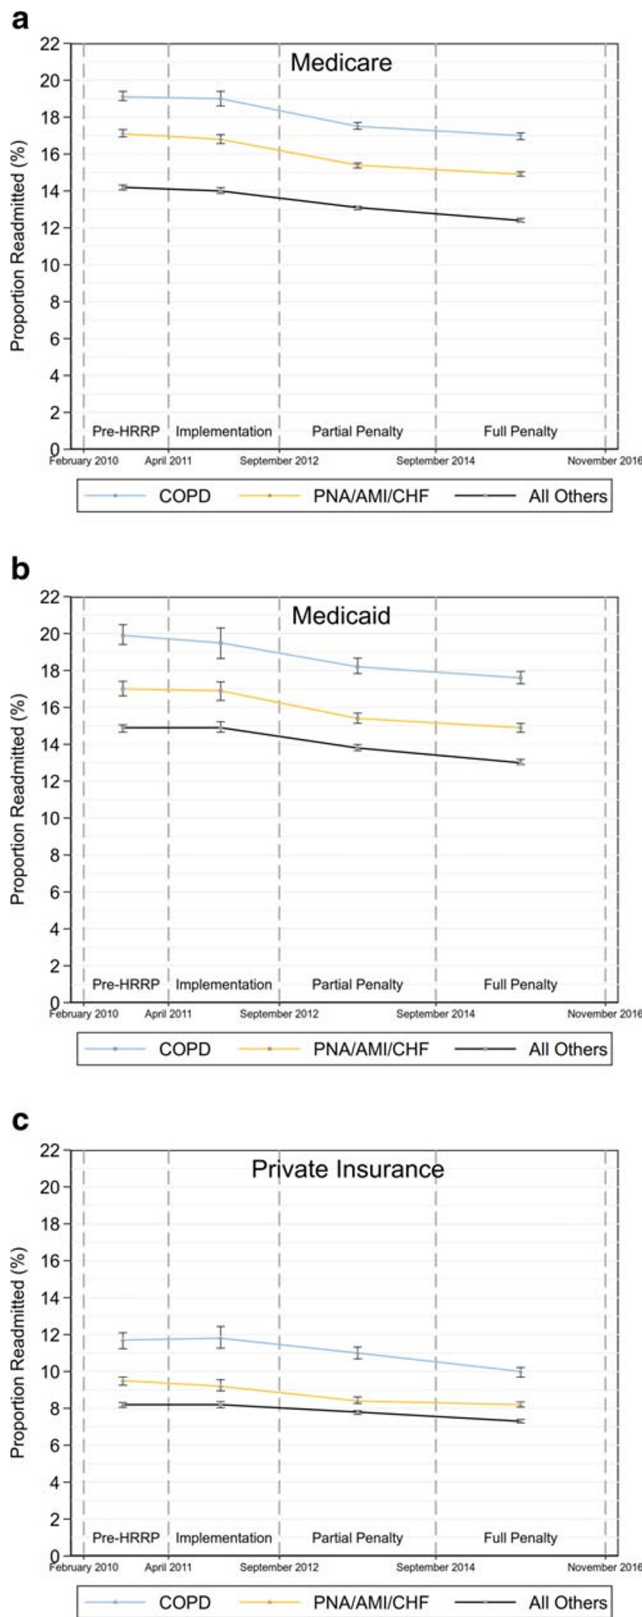 a
Medicare
Proportion Readmitted (%)
22
20
18
16
14
12
10
8
6
4
2
0
Pre-HRRP Implementation Partial Penalty Full Penalty
February 2010 April 2011 September 2012 September 2014 November 2016
COPD PNA/AMI/CHF All Others
b
Medicaid
Proportion Readmitted (%)
22
20
18
16
14
12
10
8
6
4
2
0
Pre-HRRP Implementation Partial Penalty Full Penalty
February 2010 April 2011 September 2012 September 2014 November 2016
COPD PNA/AMI/CHF All Others
c
Private Insurance
Proportion Readmitted (%)
22
20
18
16
14
12
10
8
6
4
2
0
Pre-HRRP Implementation Partial Penalty Full Penalty
February 2010 April 2011 September 2012 September 2014 November 2016
COPD PNA/AMI/CHF All Others